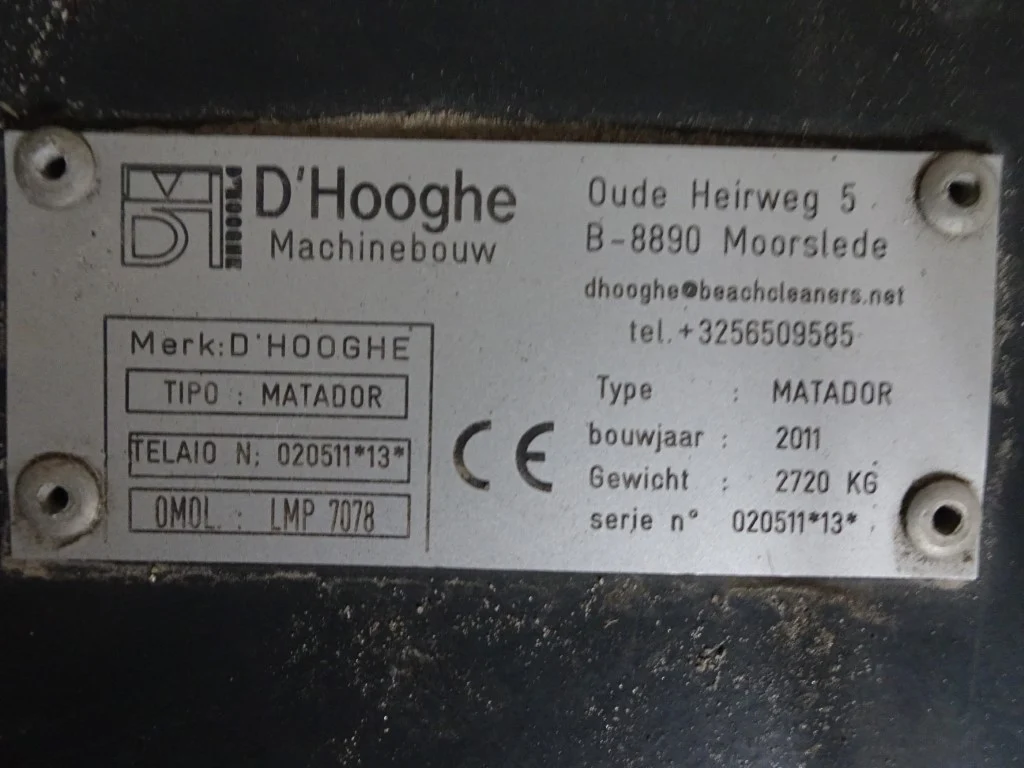 D'HOOGHE
D'Hooghe
Machinebouw
Oude Heirweg 5
B-8890 Moorslede
dhooghe@beachcleaners.net
tel.+3256509585
Merk:D'HOOGHE
TIPO : MATADOR
TELAIO N: 020511*13*
OMOL. : LMP 7078
CE
Type : MATADOR
bouwjaar : 2011
Gewicht : 2720 KG
serie n° 020511*13*